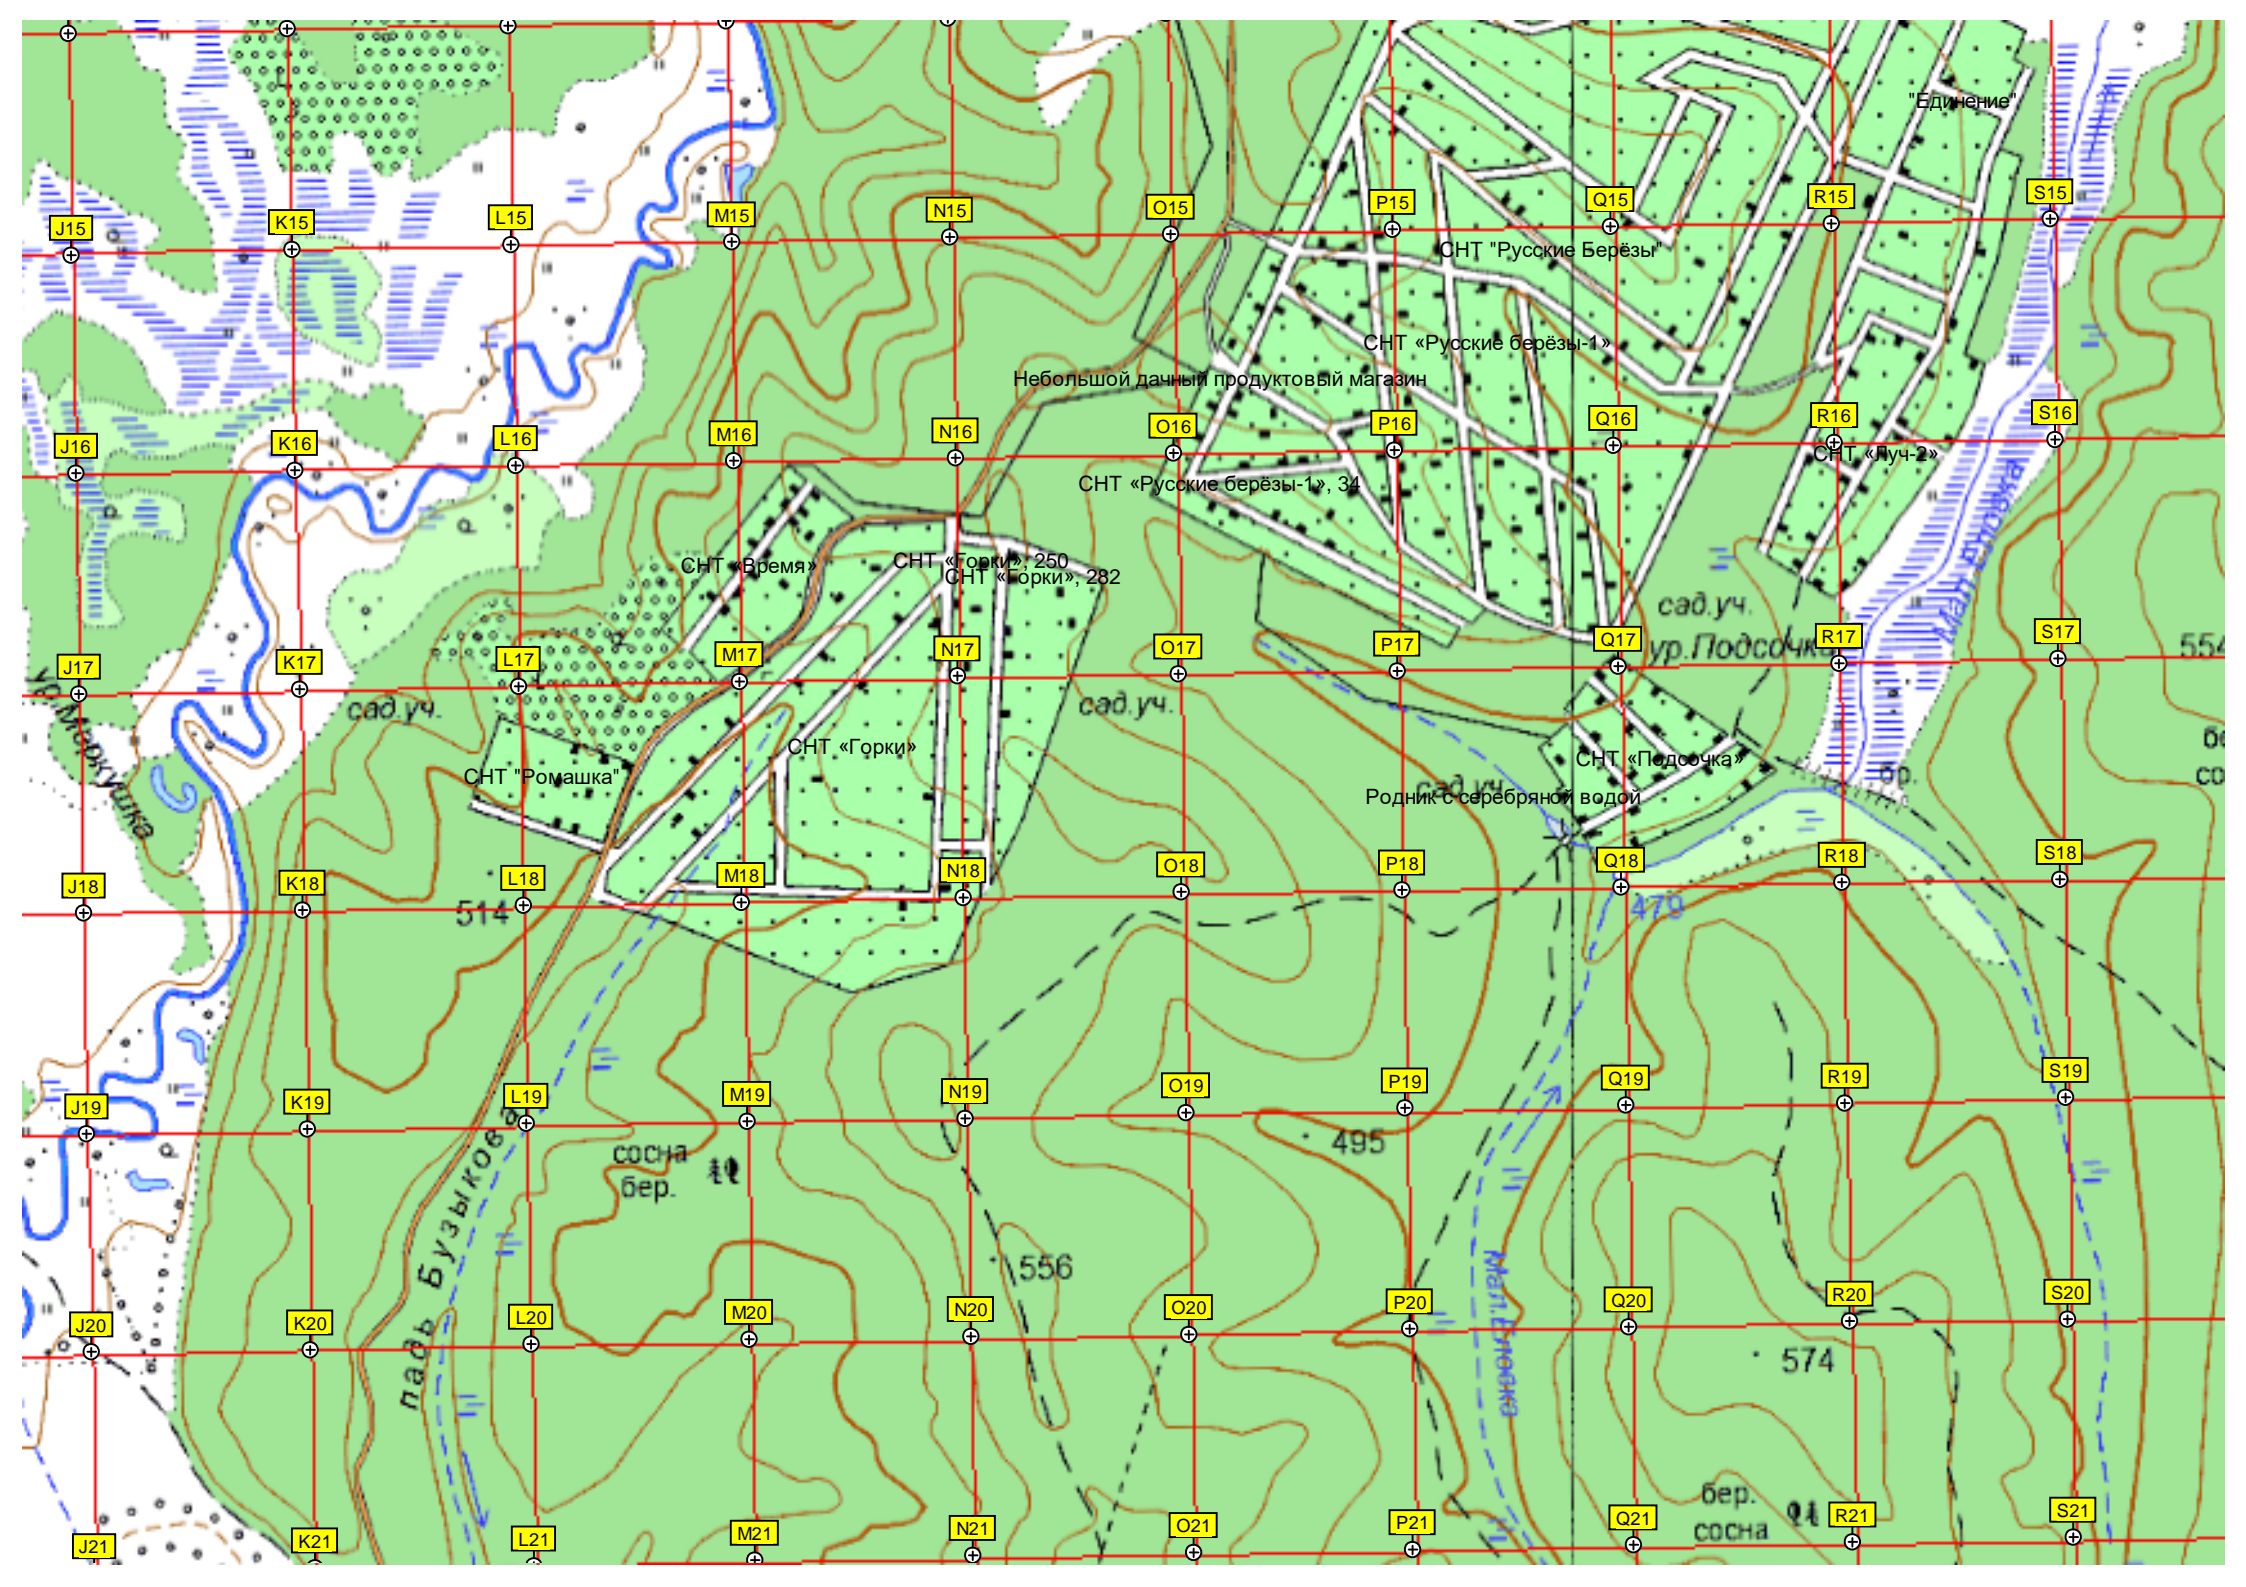 "Единение"
J15 K15 L15 M15 N15 O15 P15 Q15 R15 S15
СНТ "Русские Берёзы"
СНТ «Русские берёзы-1»
Небольшой дачный продуктовый магазин
J16 K16 L16 M16 N16 O16 P16 Q16 R16 S16
СНТ «Луч-2»
СНТ «Русские берёзы-1», 34
СНТ «Время»
СНТ «Горки», 250
СНТ «Горки», 282
сад.уч.
ур.Подсочка
554
J17 K17 L17 M17 N17 O17 P17 Q17 R17 S17
ур.Моркушка
сад.уч.
сад.уч.
СНТ «Горки»
СНТ "Ромашка"
СНТ «Подсочка»
сад.уч.
Родник с серебряной водой
J18 K18 L18 M18 N18 O18 P18 Q18 R18 S18
514
479
J19 K19 L19 M19 N19 O19 P19 Q19 R19 S19
495
сосна
бер.
падь Бузыкова
556
Мал.Еловка
J20 K20 L20 M20 N20 O20 P20 Q20 R20 S20
574
бер.
сосна
J21 K21 L21 M21 N21 O21 P21 Q21 R21 S21